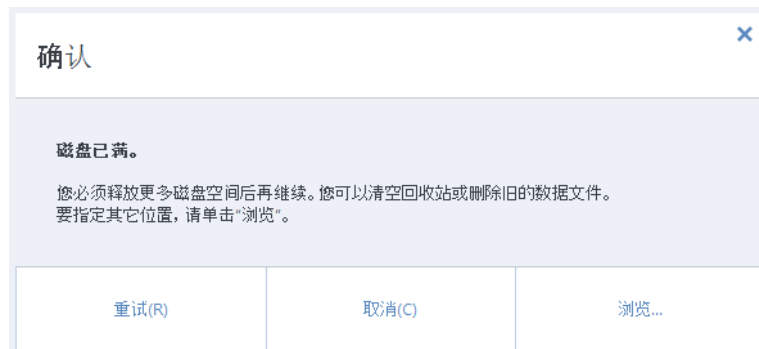 确认
磁盘已满。
您必须释放更多磁盘空间后再继续。您可以清空回收站或删除旧的数据文件。
要指定其它位置，请单击“浏览”。
重试(R) 取消(C) 浏览...